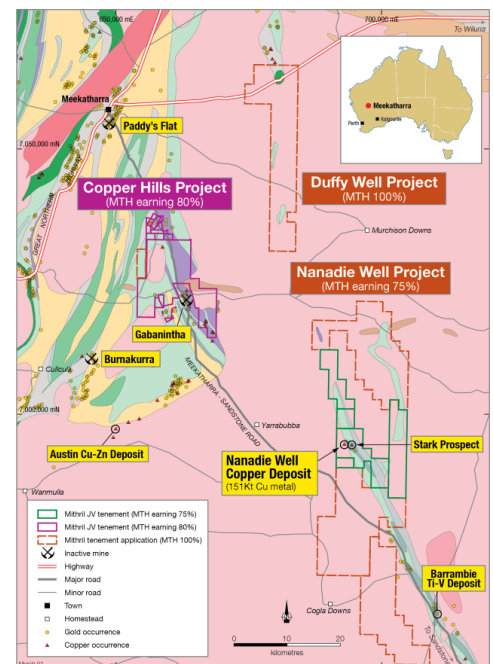 650,000 mE
700,000 mE
To Wiluna
Meekatharra
Perth
Kalgoorlie
Meekatharra
Paddy's Flat
7,050,000 mN
Copper Hills Project
(MTH earning 80%)
Duffy Well Project
(MTH 100%)
GREAT NORTHERN HIGHWAY
Murchison Downs
Nanadie Well Project
(MTH earning 75%)
Gabanintha
Burnakurra
Culculli
MEEKATHARRA - SANDSTONE ROAD
7,000,000 mN
Austin Cu-Zn Deposit
Yarrabubba
Stark Prospect
Nanadie Well
Copper Deposit
(151Kt Cu metal)
Wanmulla
Mithril JV tenement (MTH earning 75%)
Mithril JV tenement (MTH earning 80%)
Mithril tenement application (MTH 100%)
Inactive mine
Highway
Major road
Minor road
Town
Homestead
Gold occurrence
Copper occurrence
Barrambie
Ti-V Deposit
Cogla Downs
To Sandstone
N
0
10
20
kilometres